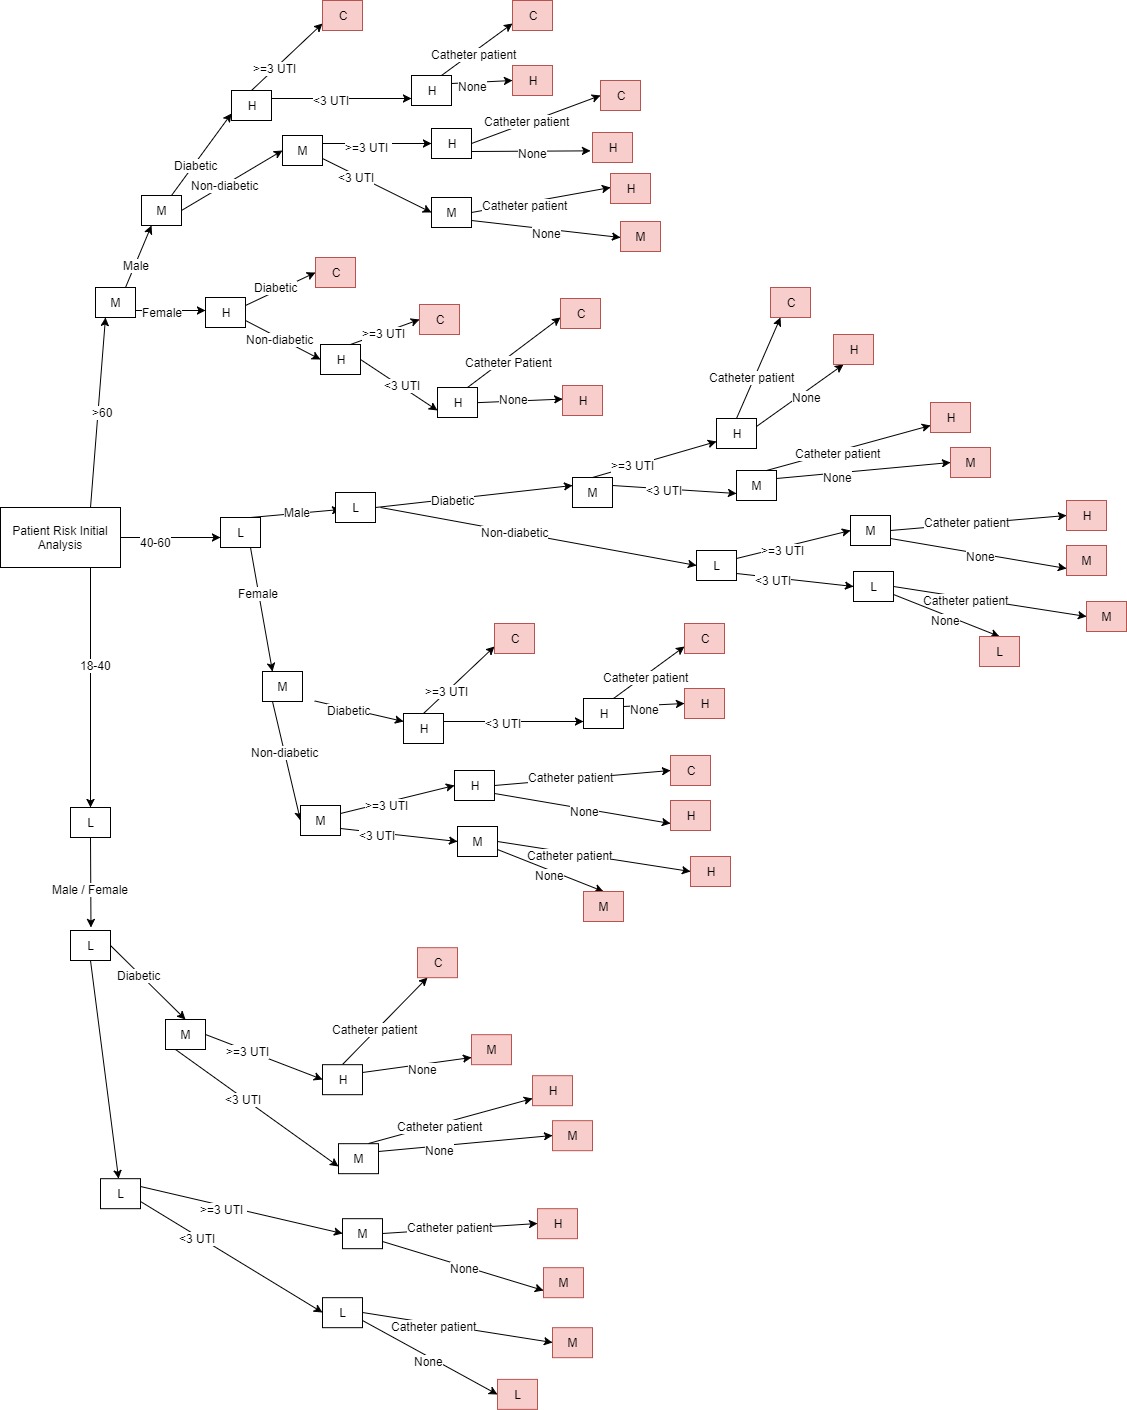 C
C
Catheter patient
>=3 UTI
H
None
H
H
<3 UTI
C
Catheter patient
H
None
M
>=3 UTI
H
Diabetic
<3 UTI
Non-diabetic
H
Catheter patient
M
M
None
M
Male
C
Diabetic
M
Female
H
Non-diabetic
>=3 UTI
C
C
H
Catheter Patient
<3 UTI
None
H
H
>60
C
H
Catheter patient
None
H
H
Catheter patient
>=3 UTI
M
M
<3 UTI
M
None
Diabetic
L
Male
Patient Risk Initial
Analysis
40-60
L
Non-diabetic
H
Catheter patient
M
>=3 UTI
None
M
L
<3 UTI
L
Catheter patient
M
None
L
Female
18-40
C
C
Catheter patient
M
>=3 UTI
Diabetic
H
<3 UTI
H
None
H
Non-diabetic
C
Catheter patient
H
>=3 UTI
None
H
M
<3 UTI
M
Catheter patient
H
None
M
L
Male / Female
L
Diabetic
C
Catheter patient
M
>=3 UTI
None
M
H
<3 UTI
H
Catheter patient
None
M
M
L
>=3 UTI
Catheter patient
H
M
<3 UTI
None
M
L
Catheter patient
M
None
L